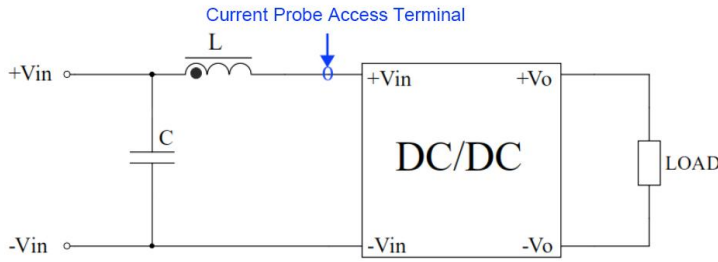 Current Probe Access Terminal
L
+Vin
+Vin
+Vo
C
DC/DC
LOAD
-Vin
-Vin
-Vo